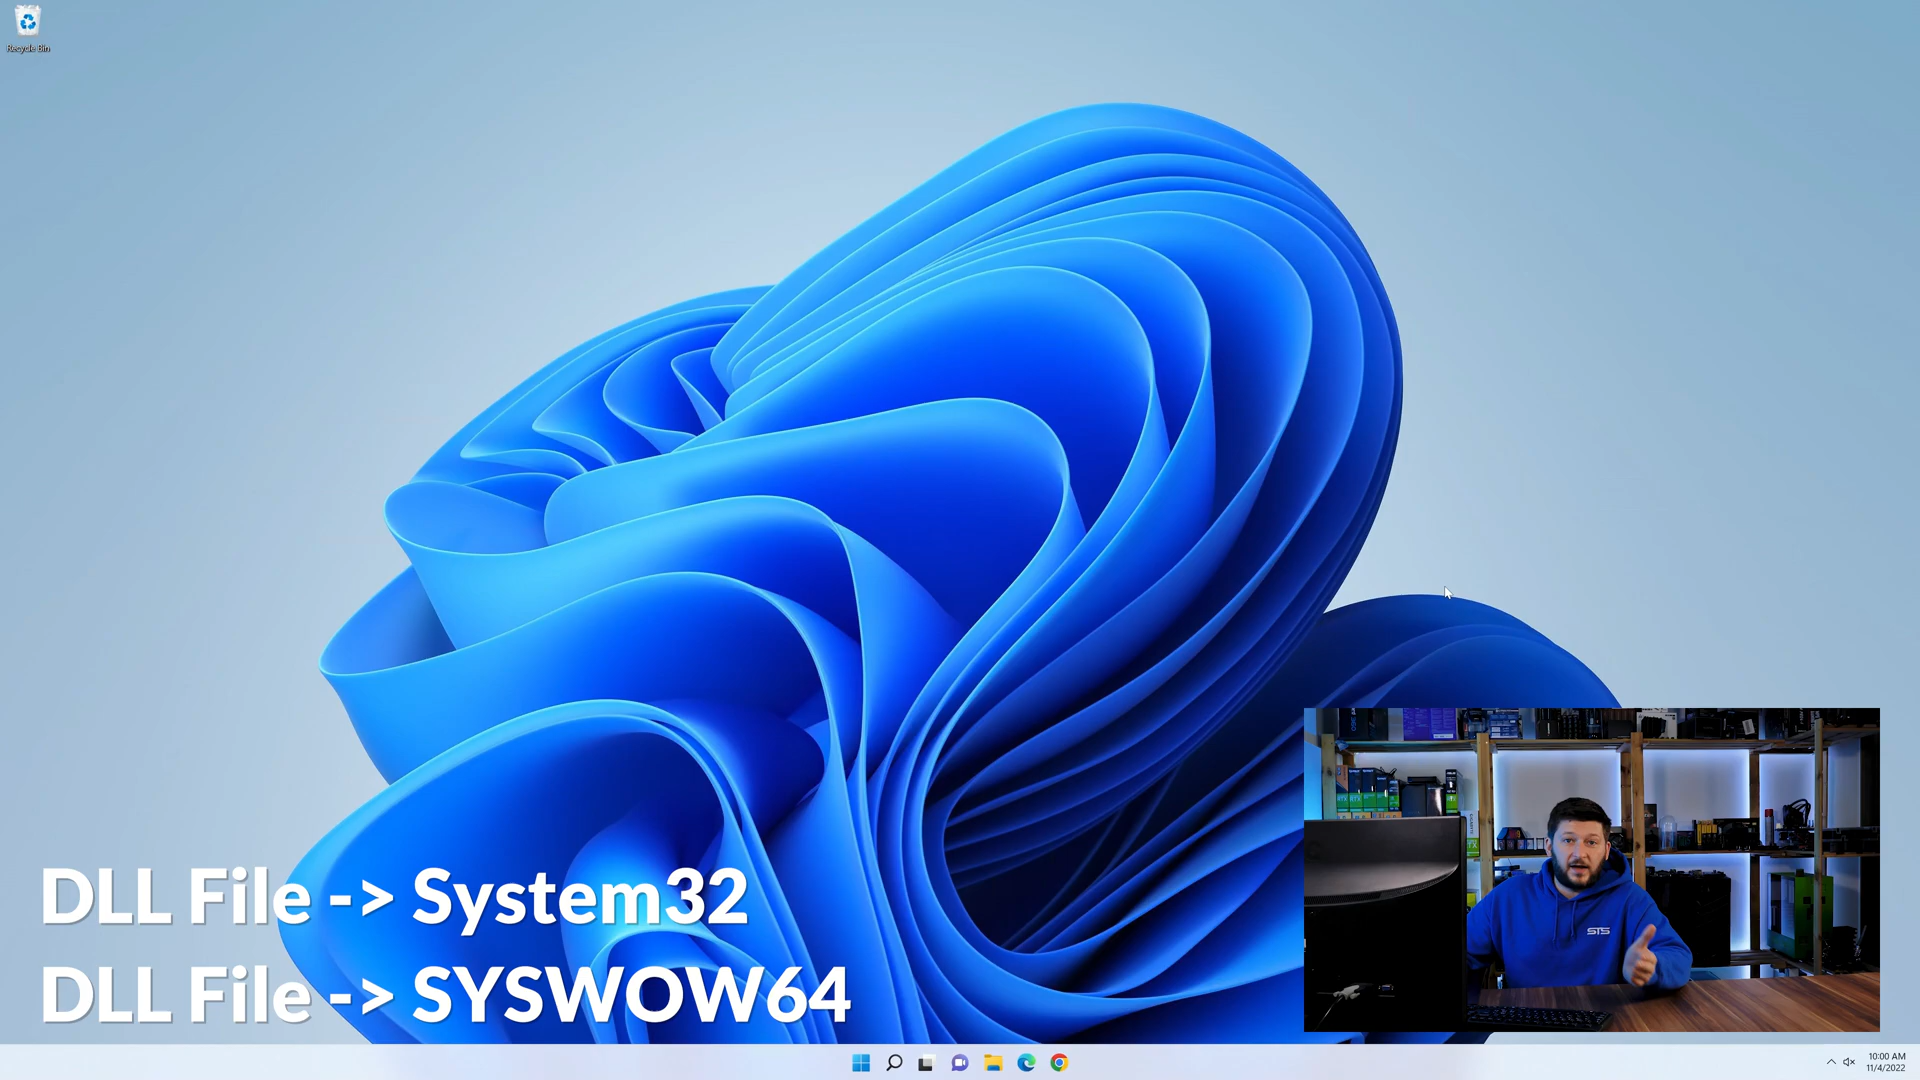 Recycle Bin
DLL File -> System32
DLL File -> SYSWOW64
STS
10:00 AM
11/4/2022